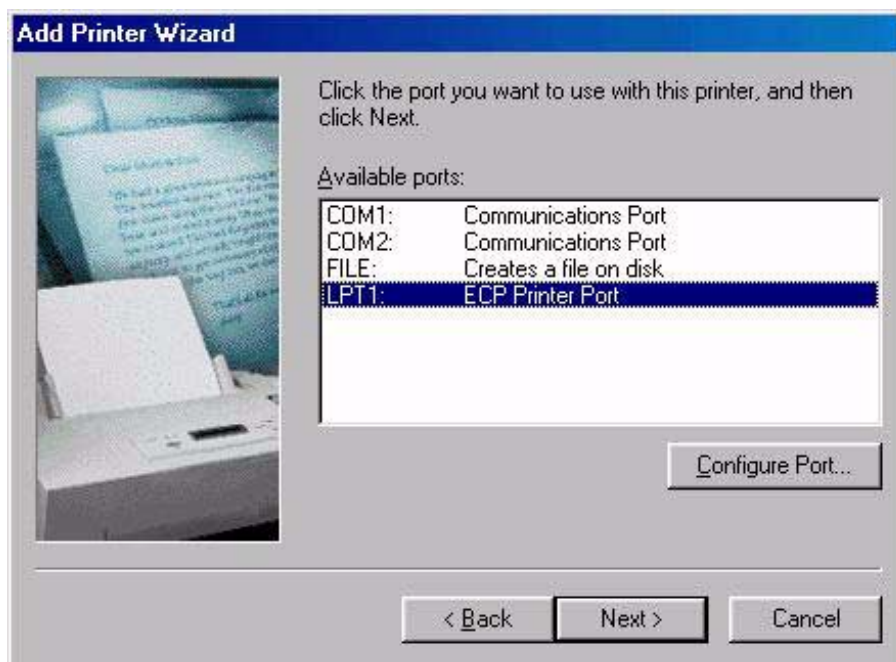 Add Printer Wizard
Click the port you want to use with this printer, and then
click Next.
Available ports:
COM1: Communications Port
COM2: Communications Port
FILE: Creates a file on disk
LPT1: ECP Printer Port
Configure Port...
< Back Next > Cancel